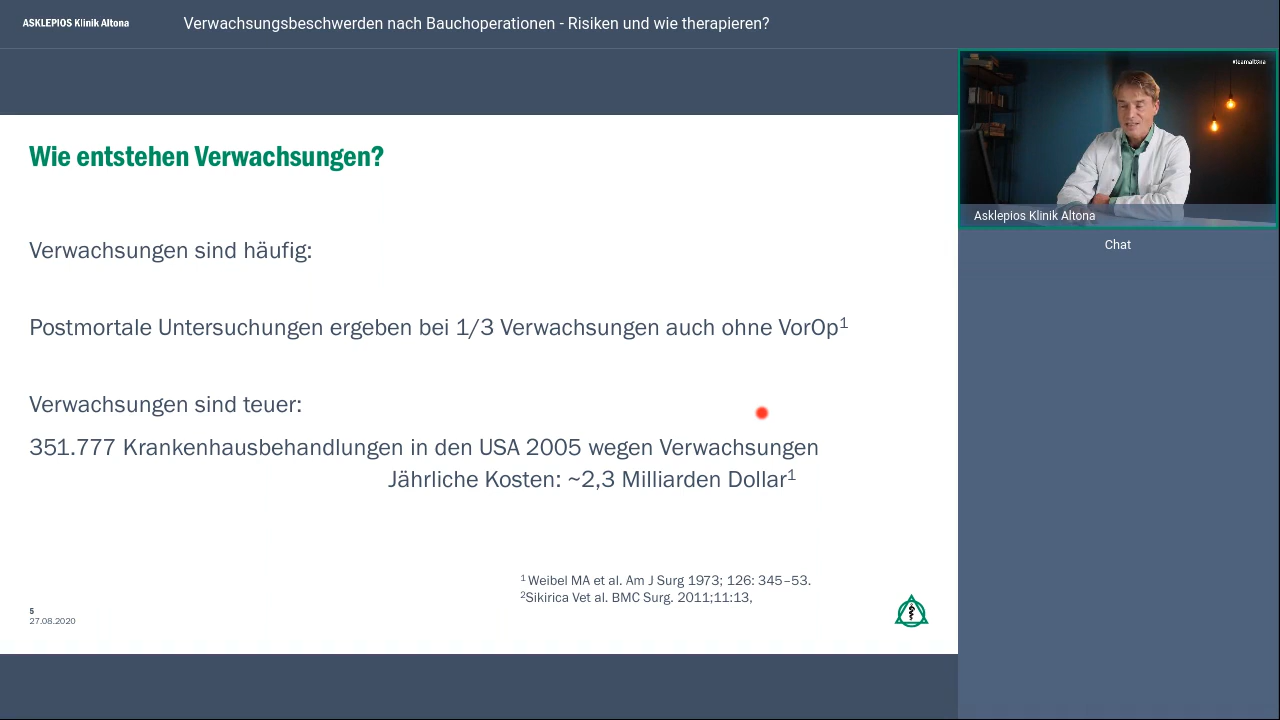 ASKLEPIOS Klinik Altona
Verwachsungsbeschwerden nach Bauchoperationen - Risiken und wie therapieren?
#teamaltona
Wie entstehen Verwachsungen?
Asklepios Klinik Altona
Chat
Verwachsungen sind häufig:
Postmortale Untersuchungen ergeben bei 1/3 Verwachsungen auch ohne VorOp¹
Verwachsungen sind teuer:
351.777 Krankenhausbehandlungen in den USA 2005 wegen Verwachsungen
Jährliche Kosten: ~2,3 Milliarden Dollar¹
¹ Weibel MA et al. Am J Surg 1973; 126: 345–53.
²Sikirica Vet al. BMC Surg. 2011;11:13,
5
27.08.2020